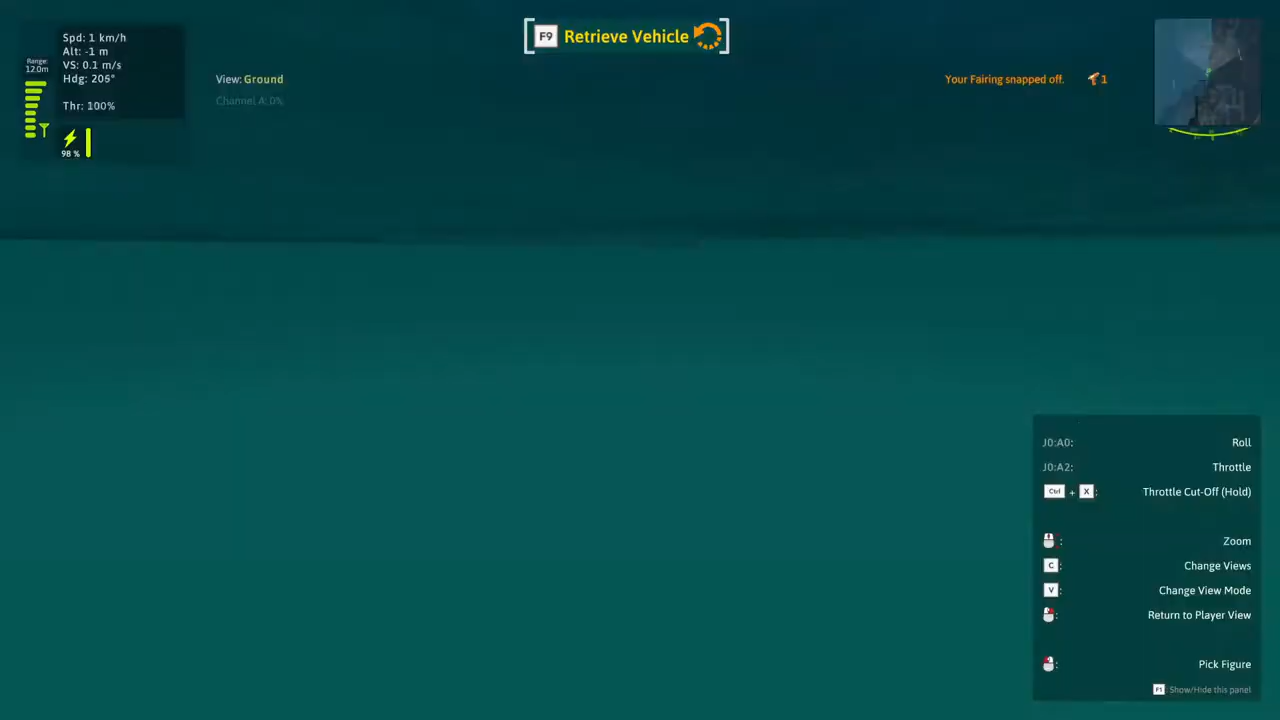 F9 Retrieve Vehicle
Spd: 1 km/h
Alt: -1 m
VS: 0.1 m/s
Hdg: 206°
Thr: 100%
Range:
12.0m
98 %
View: Ground
Channel A: 0%
Your Fairing snapped off. 1
J0:A0: Roll
J0:A2: Throttle
Ctrl + X : Throttle Cut-Off (Hold)
: Zoom
C : Change Views
V : Change View Mode
: Return to Player View
: Pick Figure
F1 Show/Hide this panel